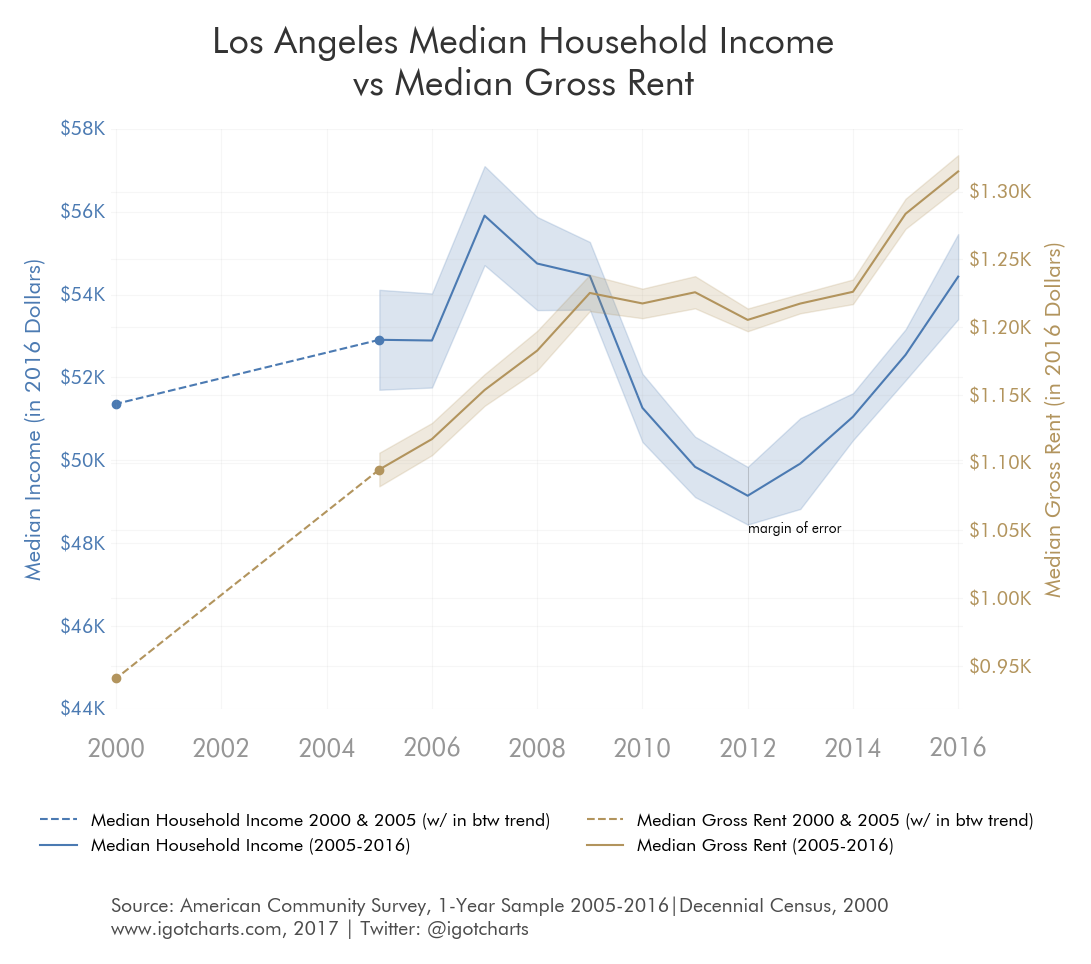 Los Angeles Median Household Income
vs Median Gross Rent
$58K
$56K
$54K
$52K
$50K
$48K
$46K
$44K
Median Income (in 2016 Dollars)
$1.30K
$1.25K
$1.20K
$1.15K
$1.10K
$1.05K
$1.00K
$0.95K
Median Gross Rent (in 2016 Dollars)
margin of error
2000 2002 2004 2006 2008 2010 2012 2014 2016
Median Household Income 2000 & 2005 (w/ in btw trend)
Median Household Income (2005-2016)
Median Gross Rent 2000 & 2005 (w/ in btw trend)
Median Gross Rent (2005-2016)
Source: American Community Survey, 1-Year Sample 2005-2016|Decennial Census, 2000
www.igotcharts.com, 2017 | Twitter: @igotcharts